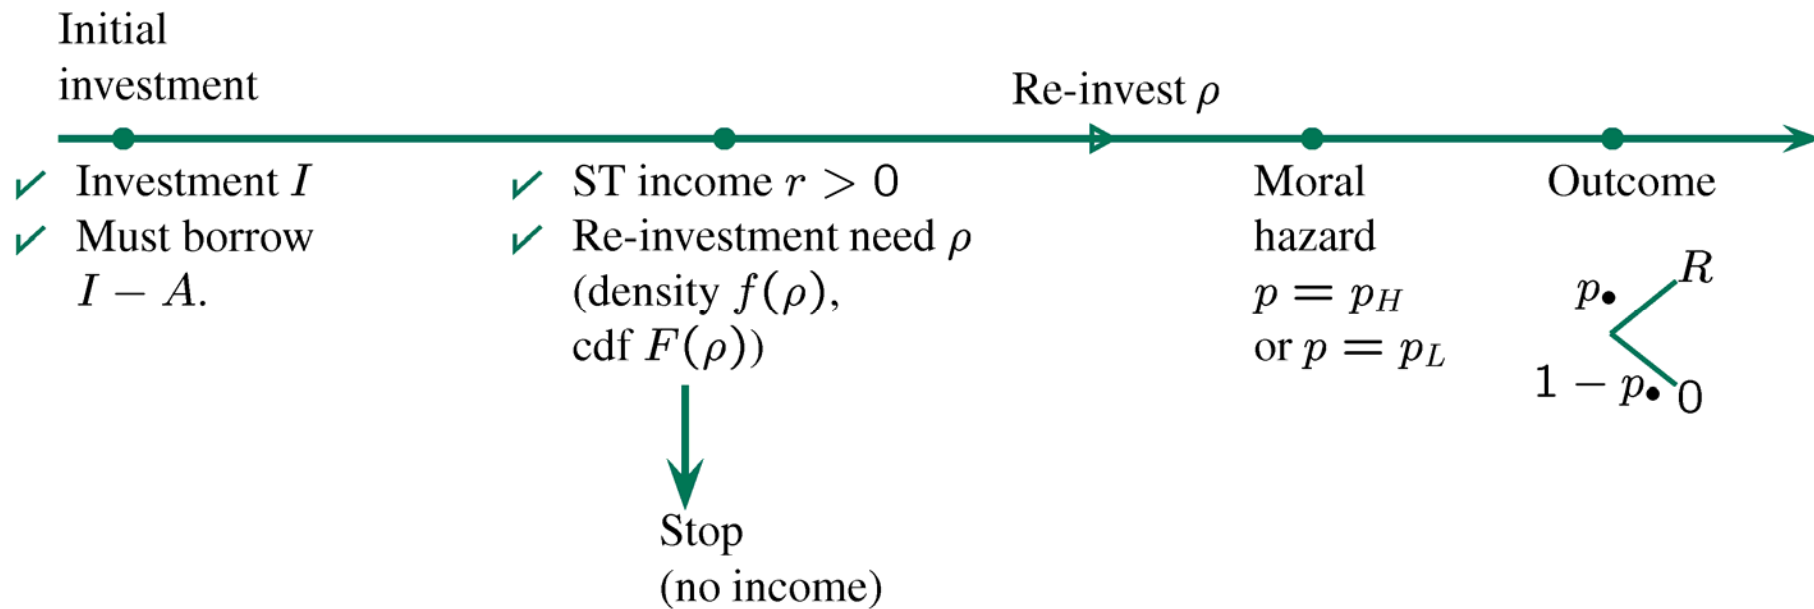 Initial
investment
Re-invest ρ
✓ Investment I
✓ Must borrow
I − A.
✓ ST income r > 0
✓ Re-investment need ρ
(density f(ρ),
cdf F(ρ))
Stop
(no income)
Moral
hazard
p = p_H
or p = p_L
Outcome
R
p•
1 − p•
0